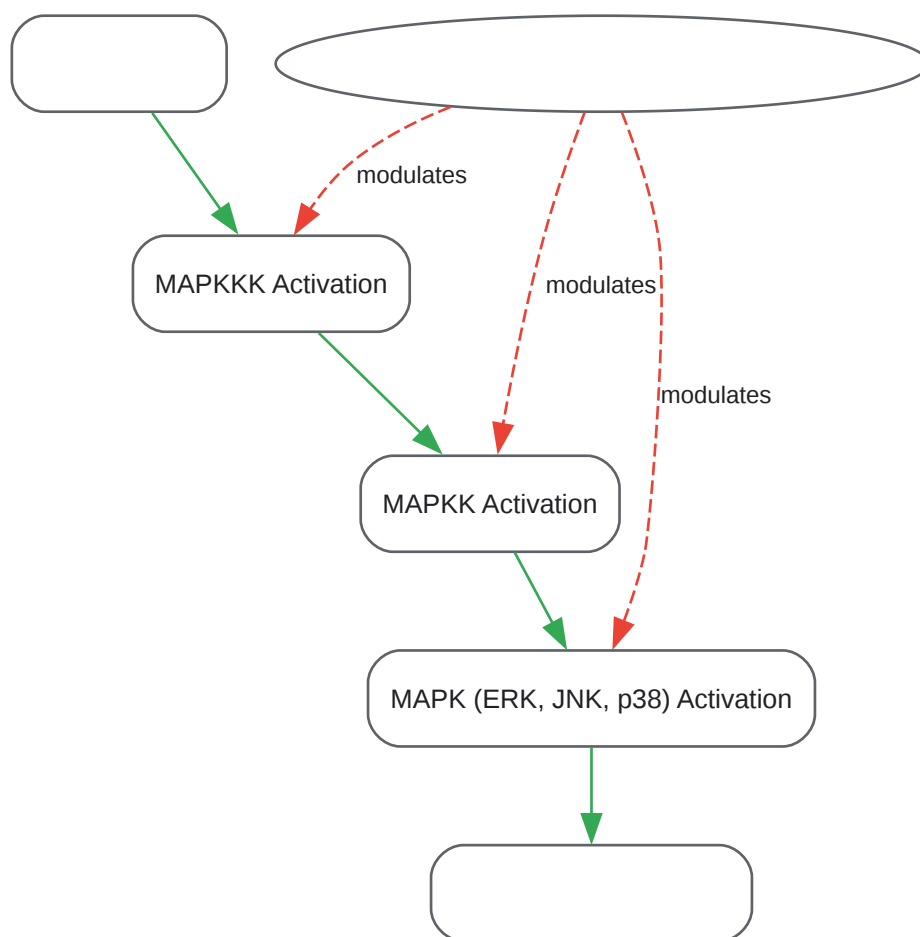 modulates
MAPKKK Activation
modulates
modulates
MAPKK Activation
MAPK (ERK, JNK, p38) Activation